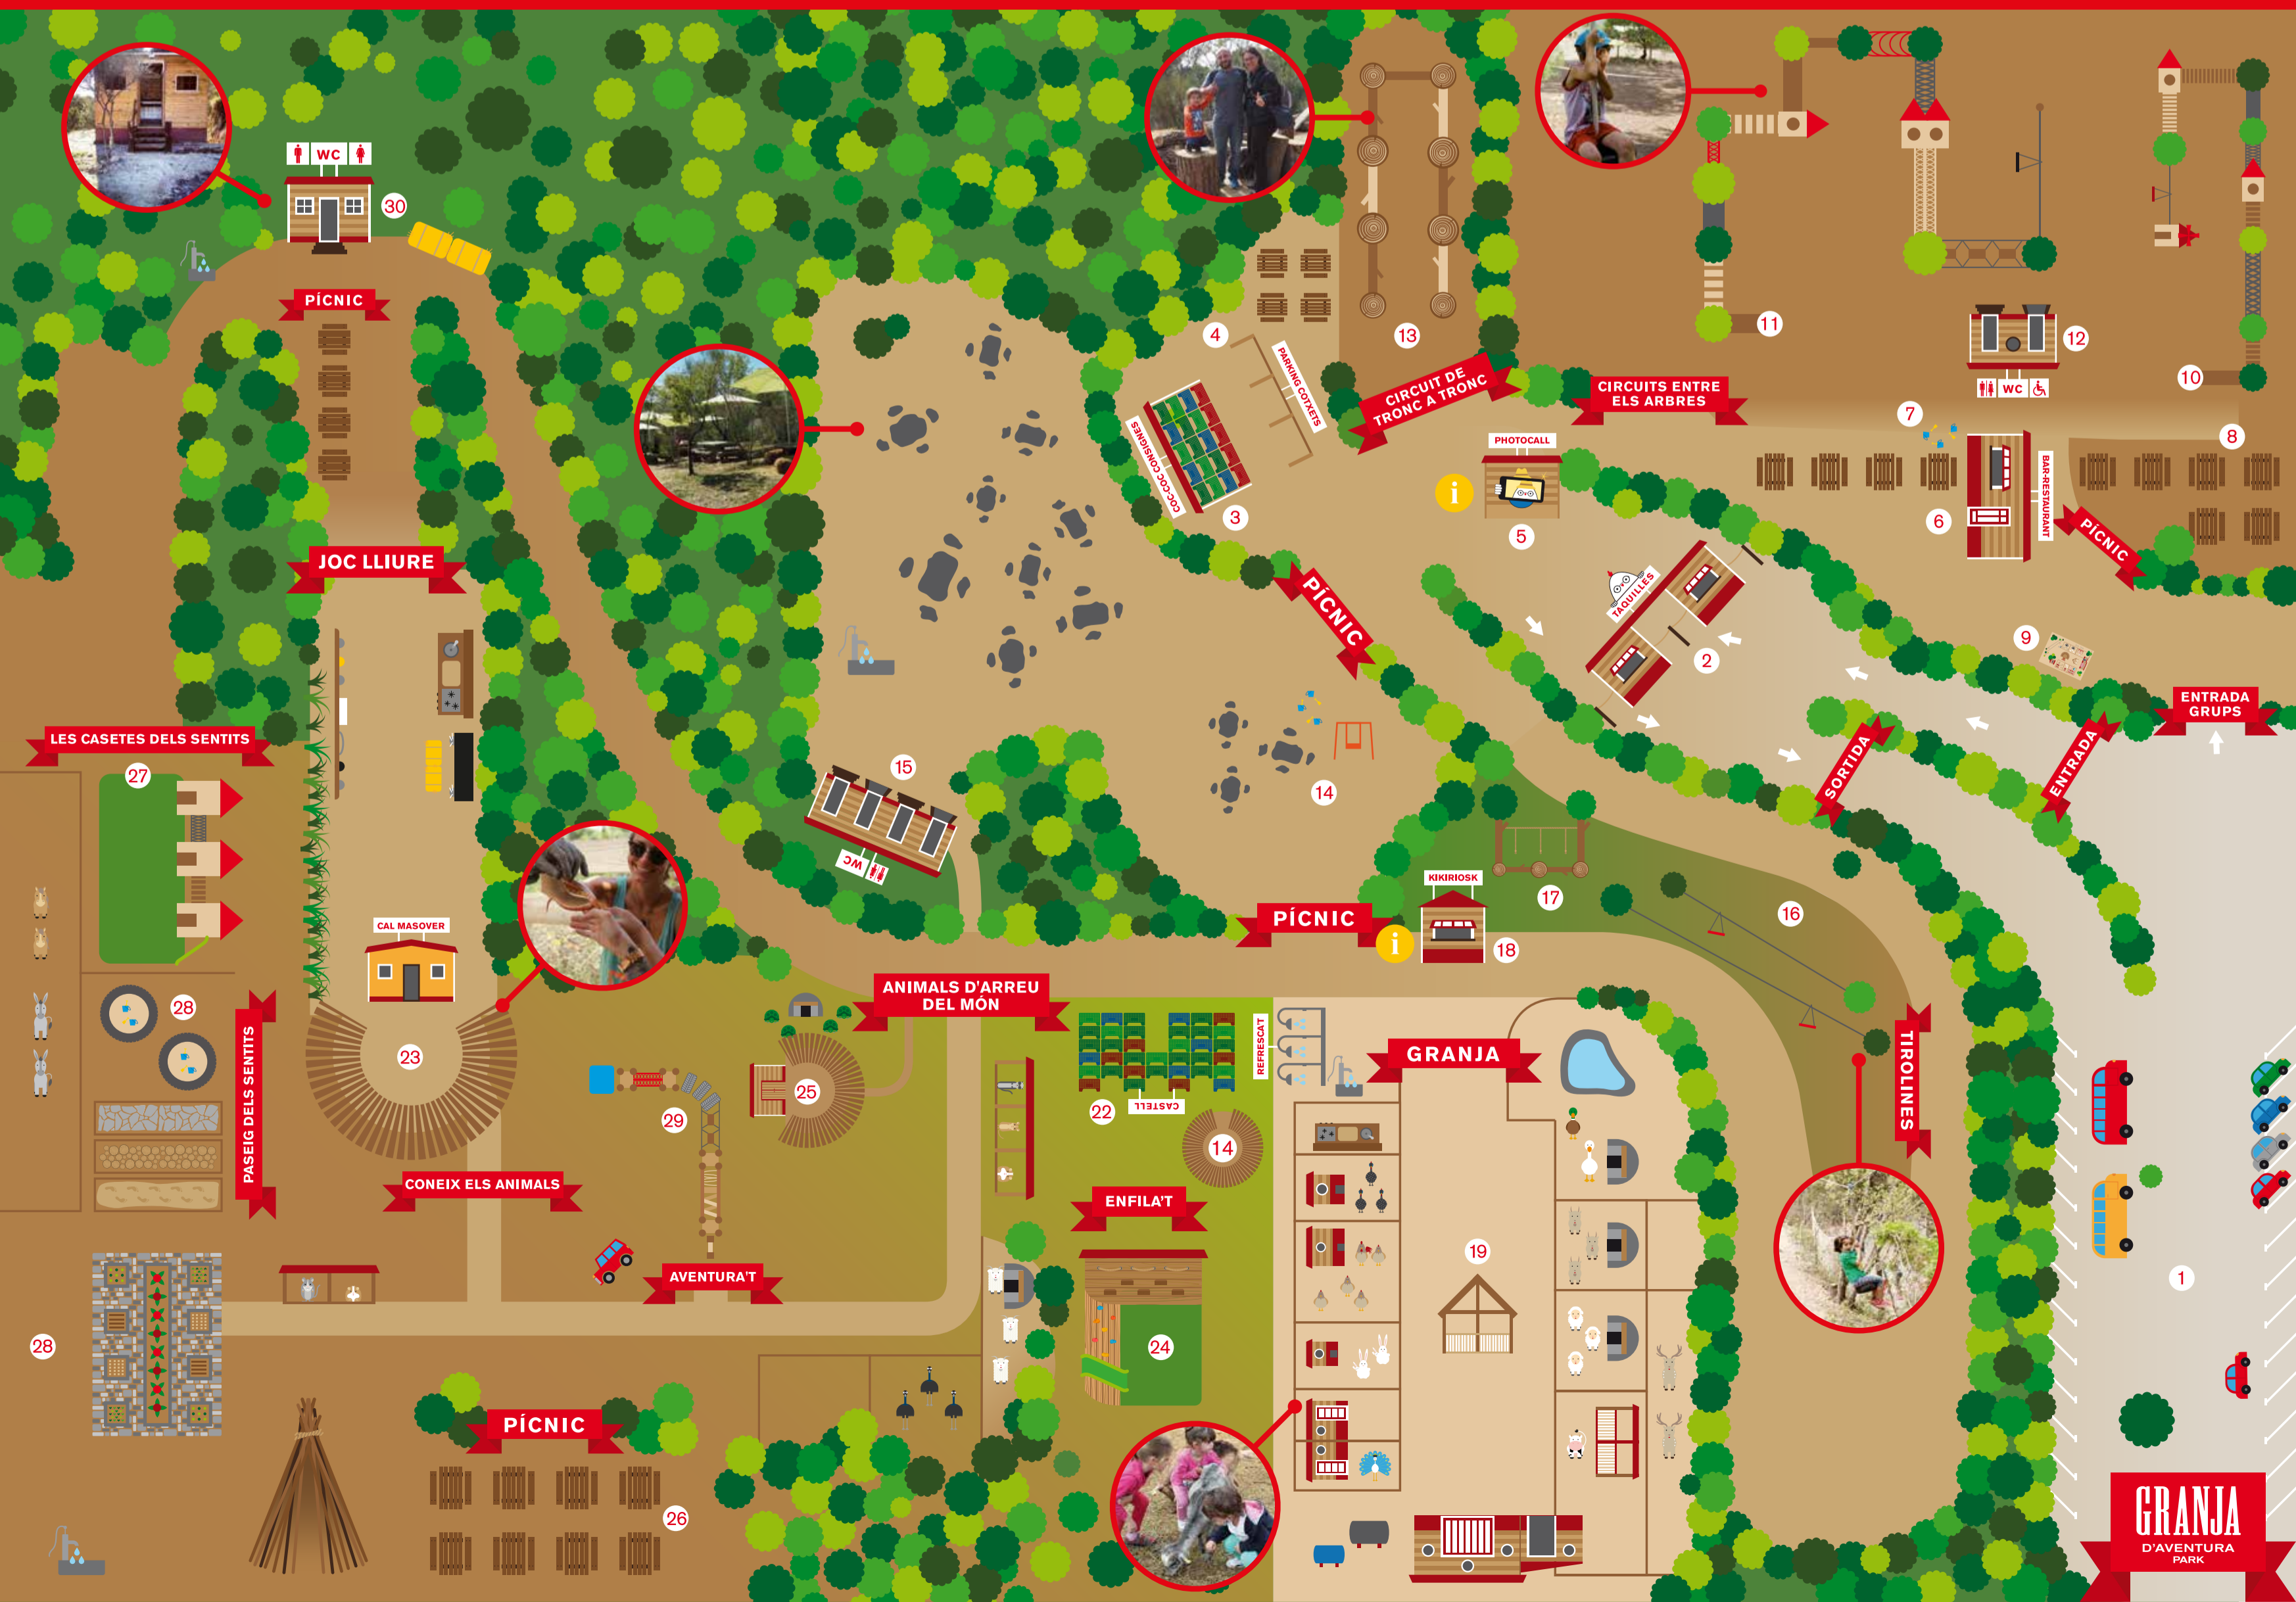 WC
30
PÍCNIC
4
13
PARKING COTXETS
COC-COC-CONSIGNES
3
CIRCUIT DE
TRONC A TRONC
CIRCUITS ENTRE
ELS ARBRES
11
12
WC
10
7
8
PHOTOCALL
i
5
6
BAR-RESTAURANT
PÍCNIC
JOC LLIURE
PÍCNIC
TAQUILLES
2
9
ENTRADA
GRUPS
ENTRADA
SORTIDA
LES CASETES DELS SENTITS
27
15
WC
14
17
16
KIKIRIOSK
i
18
PÍCNIC
CAL MASOVER
ANIMALS D'ARREU
DEL MÓN
28
PASEIG DELS SENTITS
23
25
29
22
CASTELL
REFRESCA'T
14
GRANJA
TIROLINES
CONEIX ELS ANIMALS
ENFILA'T
AVENTURA'T
19
1
28
24
PÍCNIC
26
GRANJA
D'AVENTURA
PARK